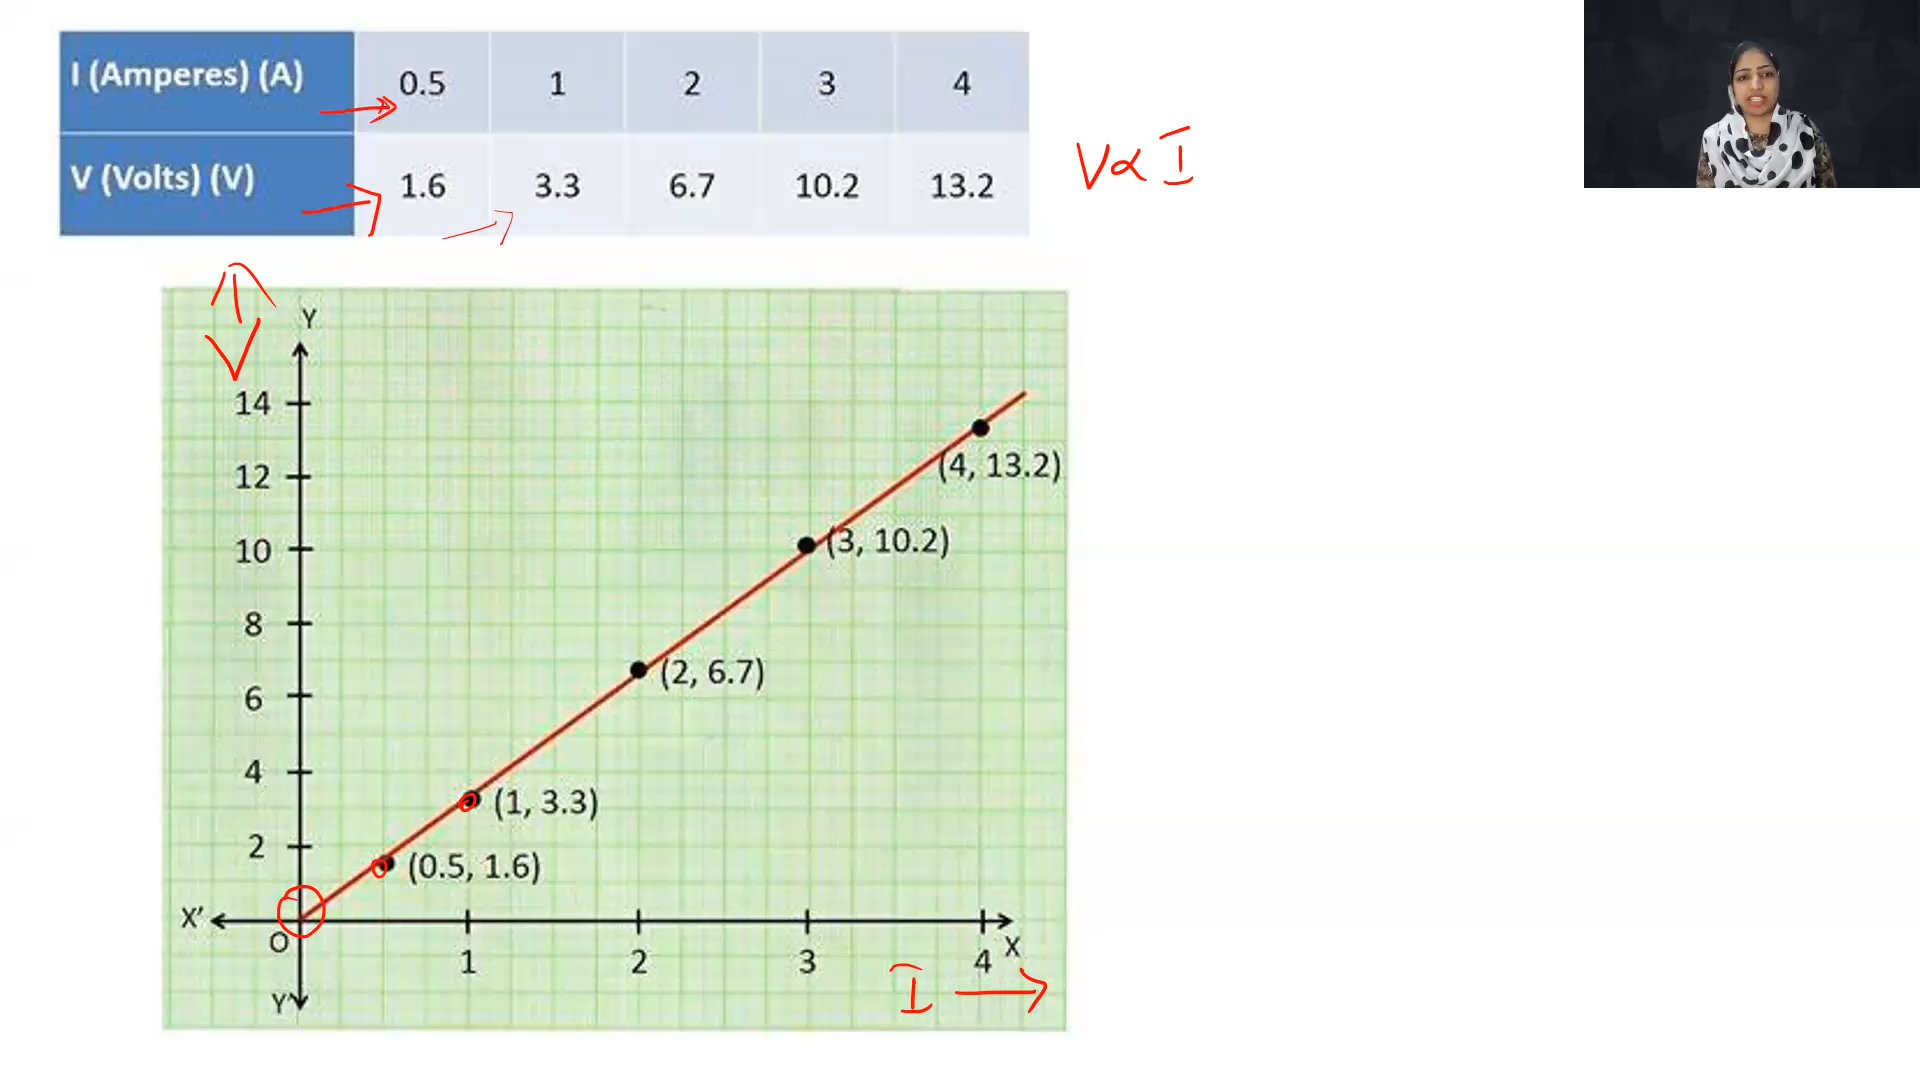 I (Amperes) (A) 0.5 1 2 3 4
V (Volts) (V) 1.6 3.3 6.7 10.2 13.2
V∝I
Y
V
14
12
(4, 13.2)
10
(3, 10.2)
8
6
(2, 6.7)
4
(1, 3.3)
2
(0.5, 1.6)
X'
O
X
1 2 3 4
I
Y'